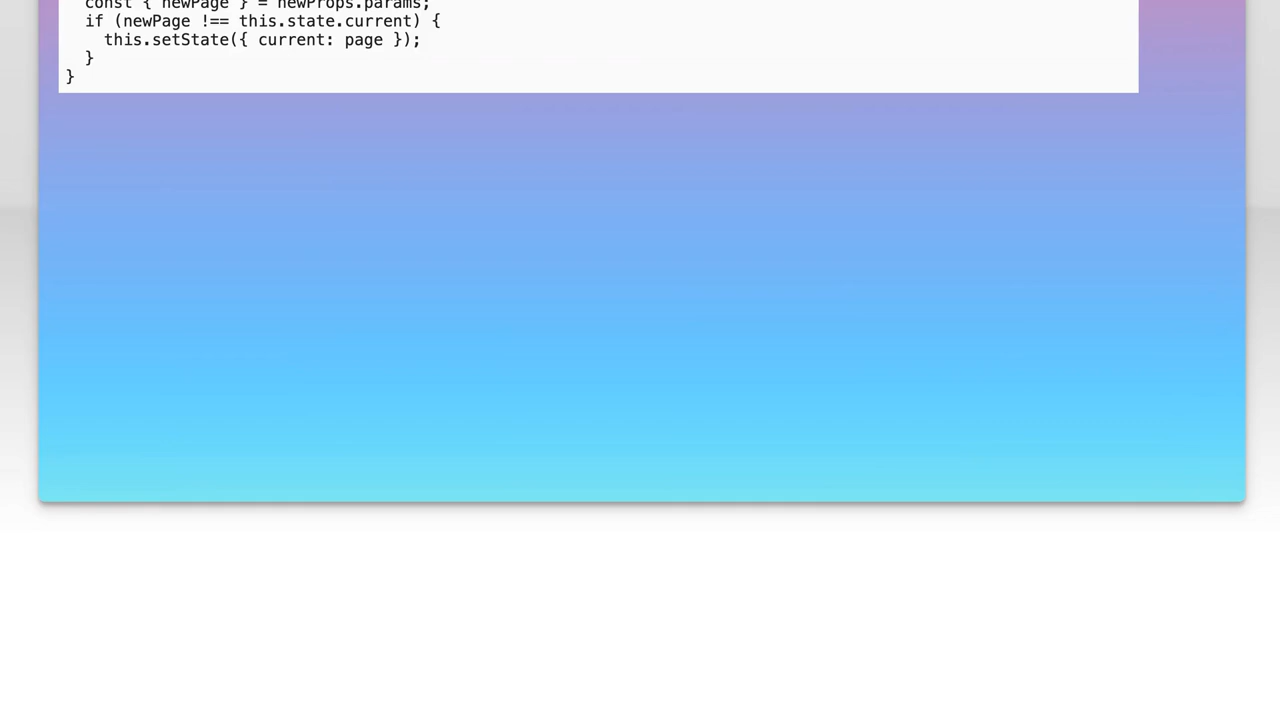 const { newPage } = newProps.params;
if (newPage !== this.state.current) {
this.setState({ current: page });
}
}